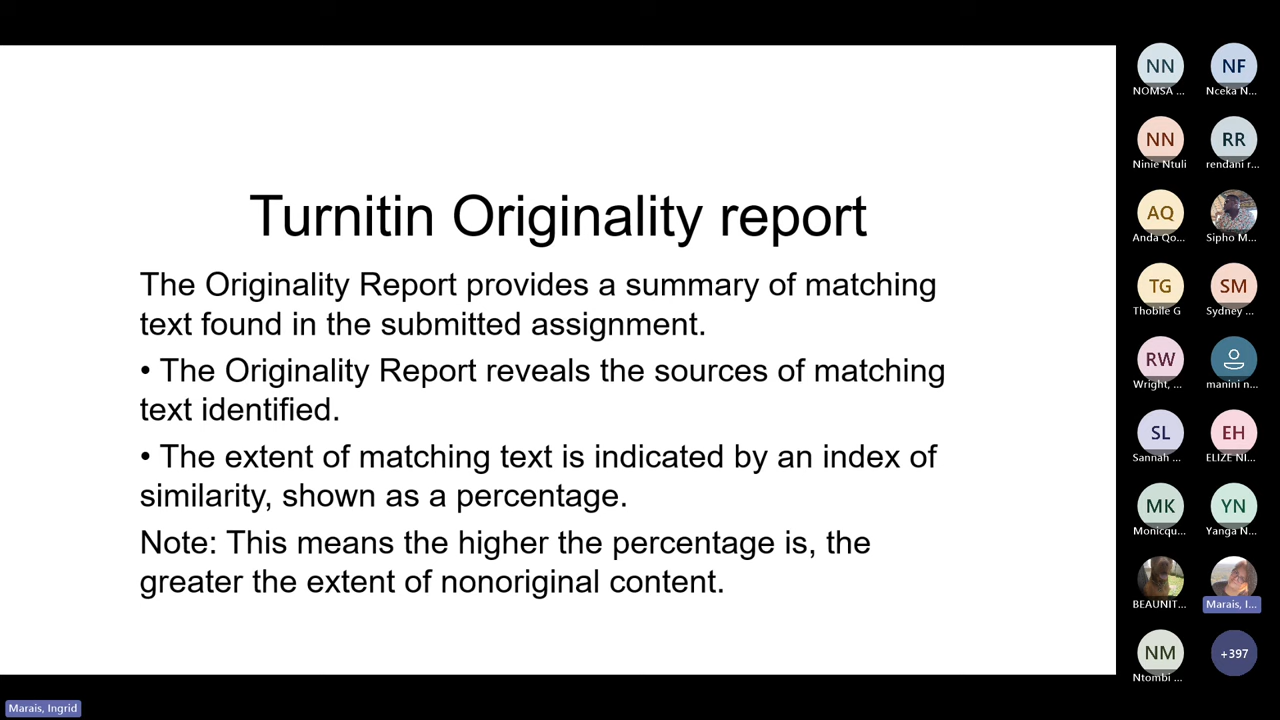 Turnitin Originality report
The Originality Report provides a summary of matching
text found in the submitted assignment.
• The Originality Report reveals the sources of matching
text identified.
• The extent of matching text is indicated by an index of
similarity, shown as a percentage.
Note: This means the higher the percentage is, the
greater the extent of nonoriginal content.
NN NF
NOMSA ... Nceka N...
NN RR
Ninie Ntuli rendani r...
AQ
Anda Qo... Sipho M...
TG SM
Thobile G Sydney ...
RW
Wright, ... manini n...
SL EH
Sannah ... ELIZE NI...
MK YN
Monicqu... Yanga N...
BEAUNIT... Marais, I...
NM +397
Ntombi ...
Marais, Ingrid